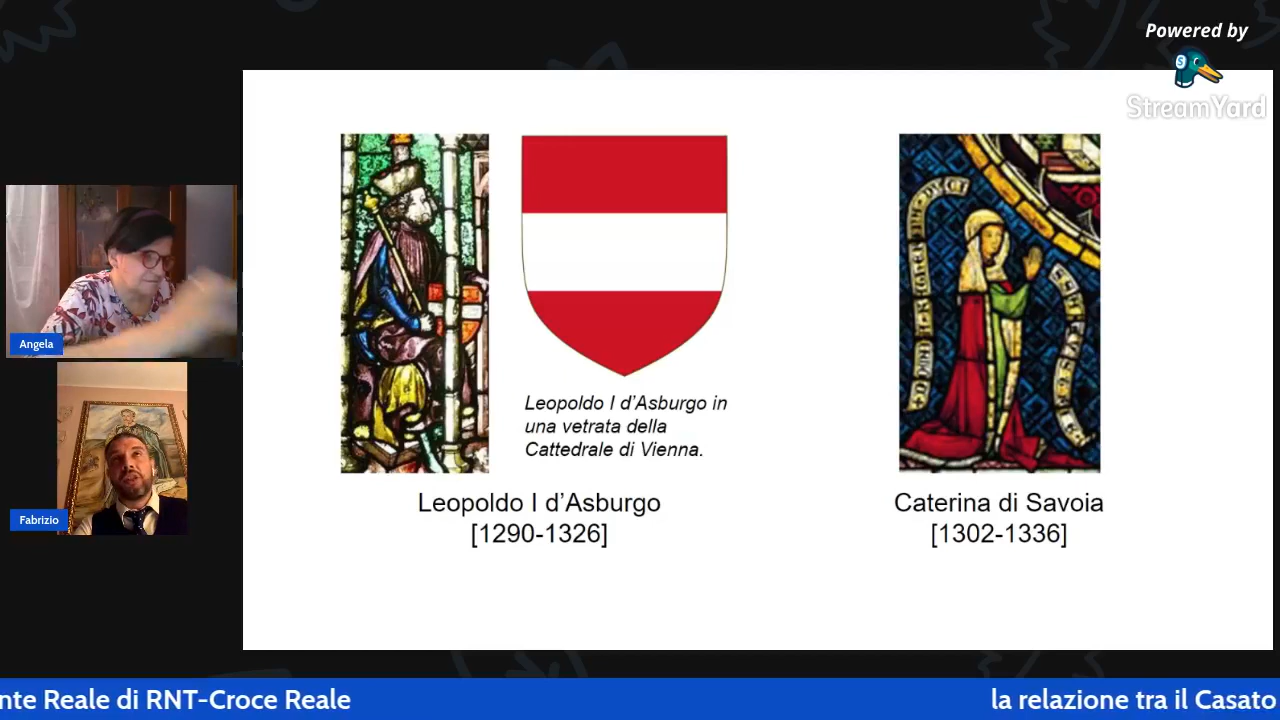 Powered by
StreamYard
Angela
Leopoldo I d'Asburgo in
una vetrata della
Cattedrale di Vienna.
Leopoldo I d'Asburgo
[1290-1326]
Caterina di Savoia
[1302-1336]
Fabrizio
nte Reale di RNT-Croce Reale
la relazione tra il Casato